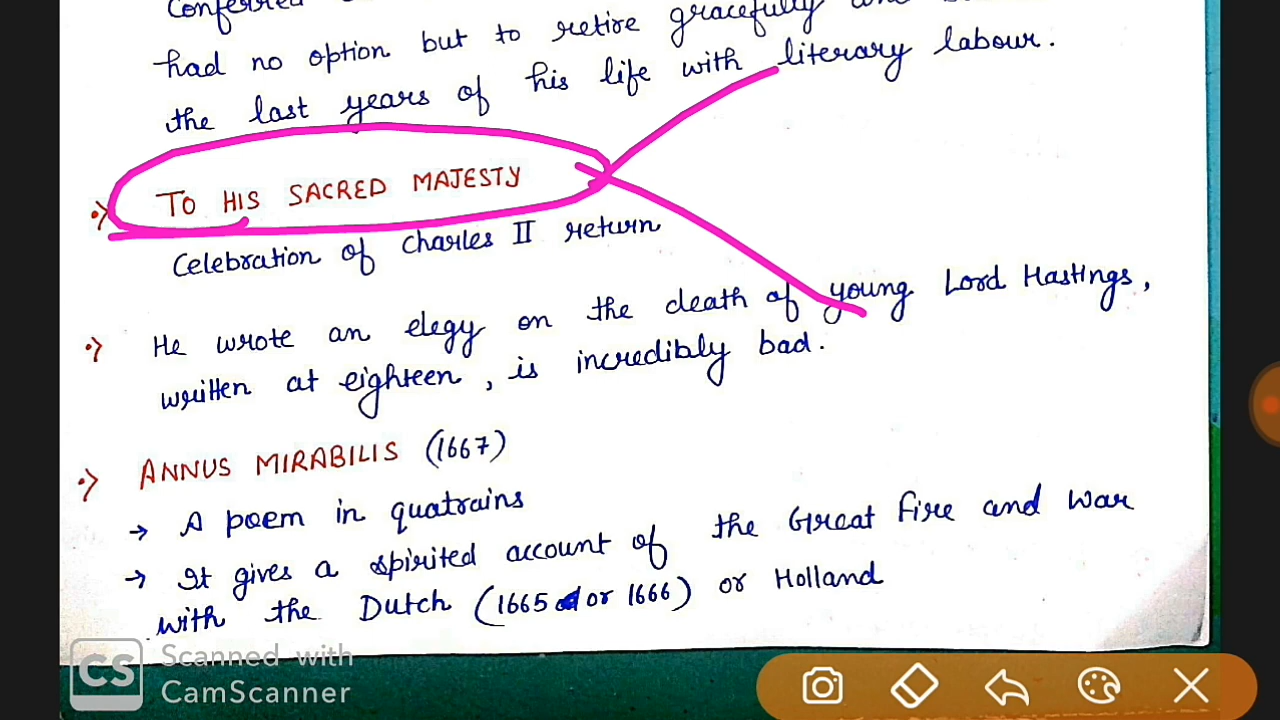 Conferred
had no option but to retire gracefully
the last years of his life with literary labour.
TO HIS SACRED MAJESTY
Celebration of Charles II return
He wrote an elegy on the death of young Lord Hastings,
written at eighteen, is incredibly bad.
ANNUS MIRABILIS (1667)
→ A poem in quatrains
→ It gives a spirited account of the Great Fire and War
with the Dutch (1665 or 1666) or Holland
CS Scanned with
CamScanner